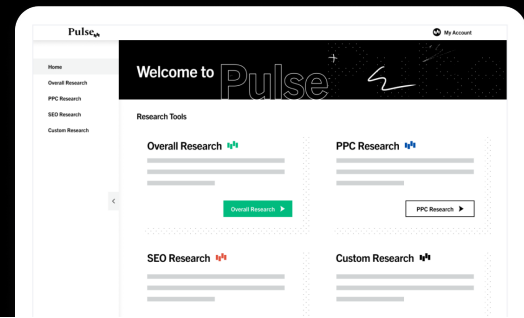 Pulse
My Account
Home
Overall Research
PPC Research
SEO Research
Custom Research
Welcome to Pulse
Research Tools
Overall Research
PPC Research
Overall Research
PPC Research
SEO Research
Custom Research